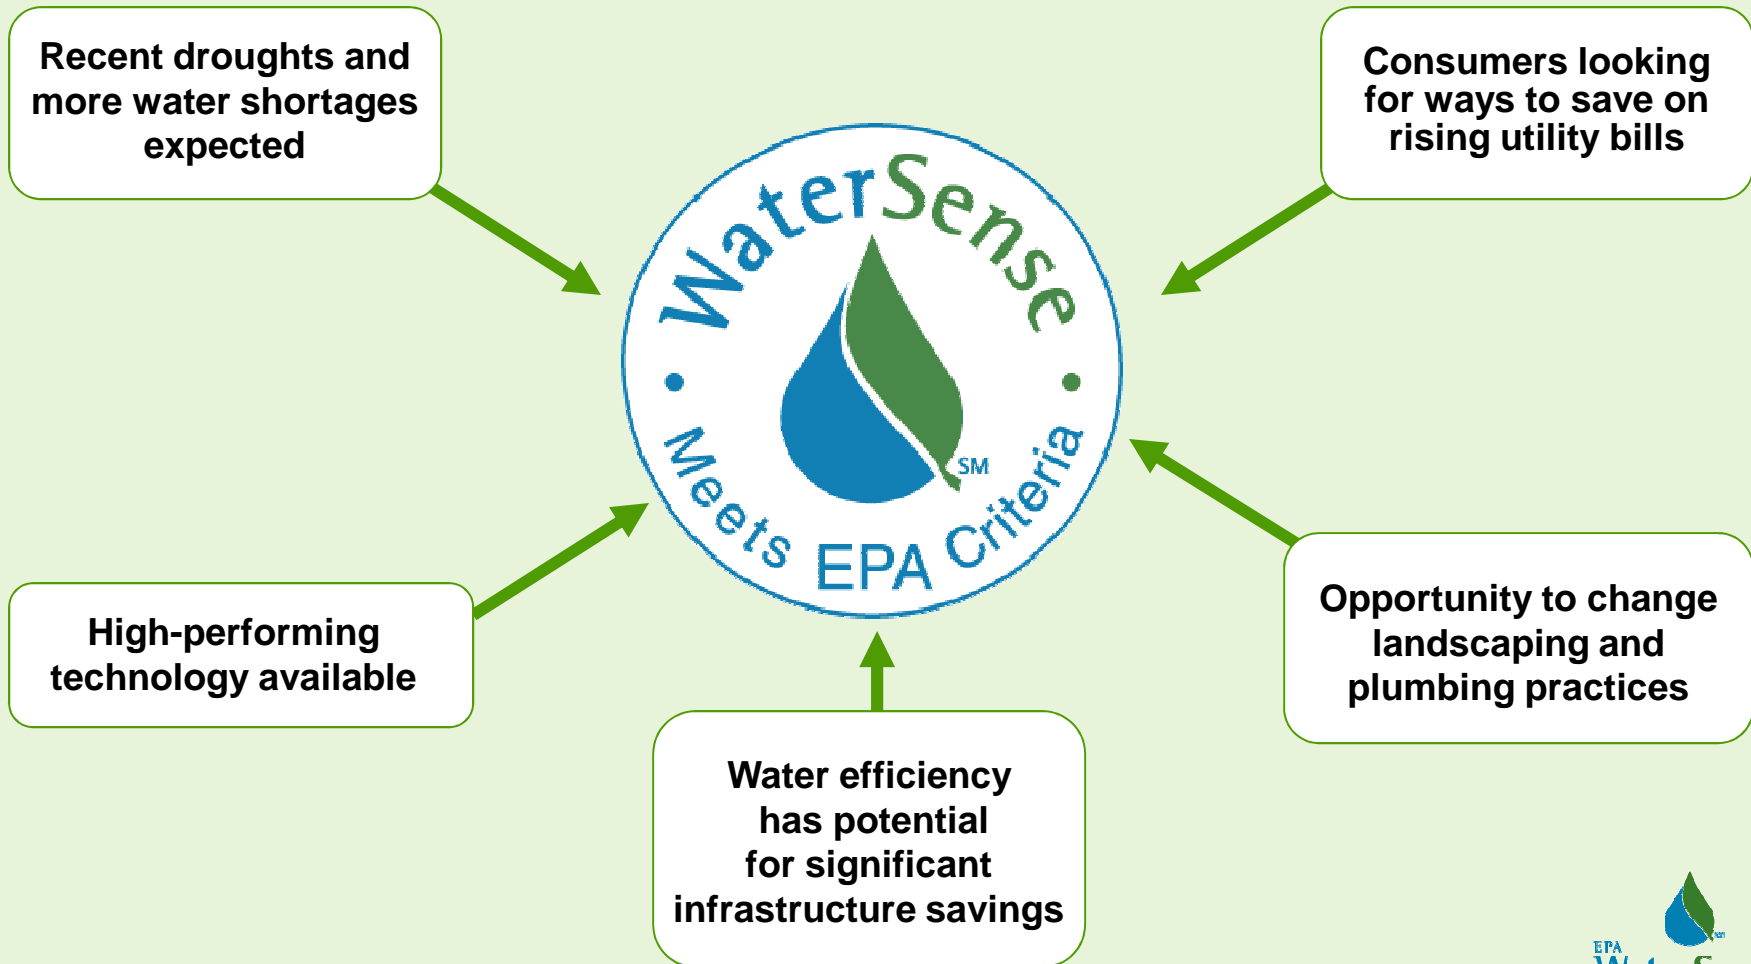 Recent droughts and
more water shortages
expected
Consumers looking
for ways to save on
rising utility bills
WaterSense
• Meets EPA Criteria •
SM
High-performing
technology available
Opportunity to change
landscaping and
plumbing practices
Water efficiency
has potential
for significant
infrastructure savings
EPA